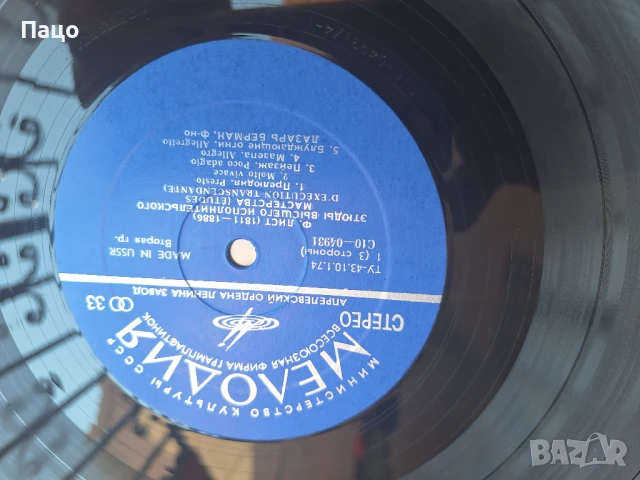 Пацо
МИНИСТЕРСТВО КУЛЬТУРЫ СССР
МЕЛОДИЯ
ВСЕСОЮЗНАЯ ФИРМА ГРАМПЛАСТИНОК
СТЕРЕО
33
АПРЕЛЕВСКИЙ ОРДЕНА ЛЕНИНА ЗАВОД
ТУ-43.10.1.74
MADE IN USSR
1 (3 стороны)
Вторая гр.
С10—04931
Ф. ЛИСТ (1811—1886)
ЭТЮДЫ ВЫСШЕГО ИСПОЛНИТЕЛЬСКОГО
МАСТЕРСТВА (ETUDES
D'EXECUTION TRANSCENDANTE)
1. Прелюдия. Presto
2. Molto vivace
3. Пейзаж. Poco adagio
4. Мазепа. Allegro
5. Блуждающие огни. Allegretto
ЛАЗАРЬ БЕРМАН, ф-но
BAZAR